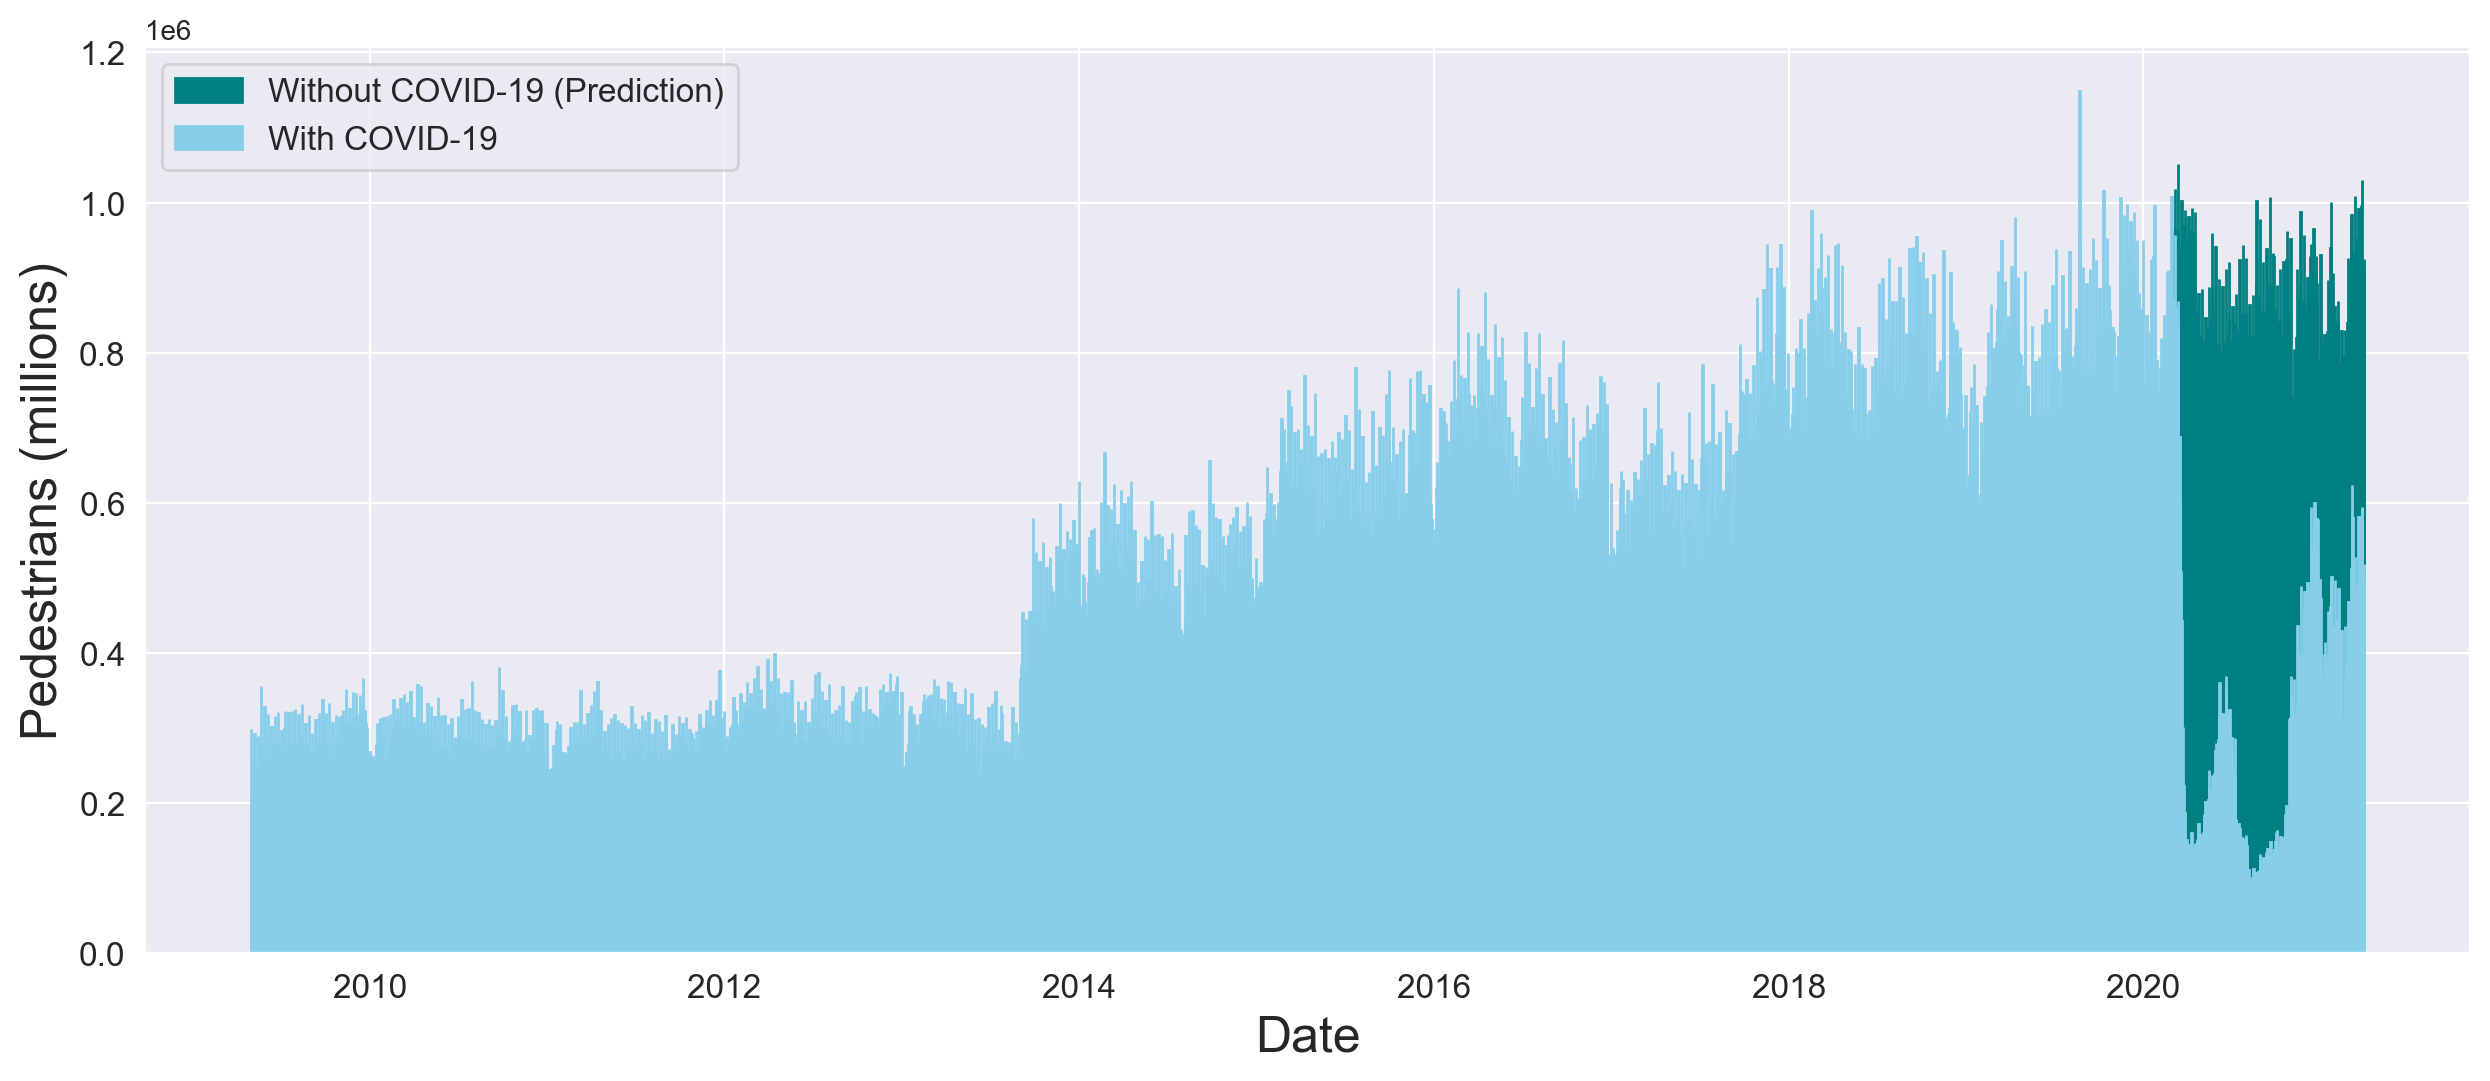 1e6
1.2
1.0
0.8
0.6
0.4
0.2
0.0
Pedestrians (millions)
Without COVID-19 (Prediction)
With COVID-19
2010 2012 2014 2016 2018 2020
Date